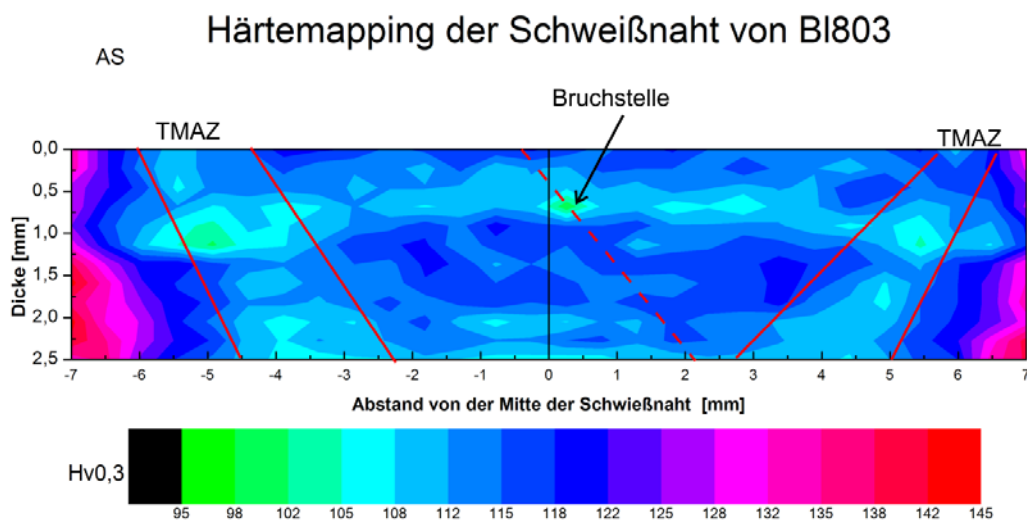 Härtemapping der Schweißnaht von Bl803
AS
Bruchstelle
TMAZ
TMAZ
0,0
0,5
1,0
1,5
2,0
2,5
Dicke [mm]
-7 -6 -5 -4 -3 -2 -1 0 1 2 3 4 5 6 7
Abstand von der Mitte der Schwießnaht [mm]
Hv0,3
95 98 102 105 108 112 115 118 122 125 128 132 135 138 142 145